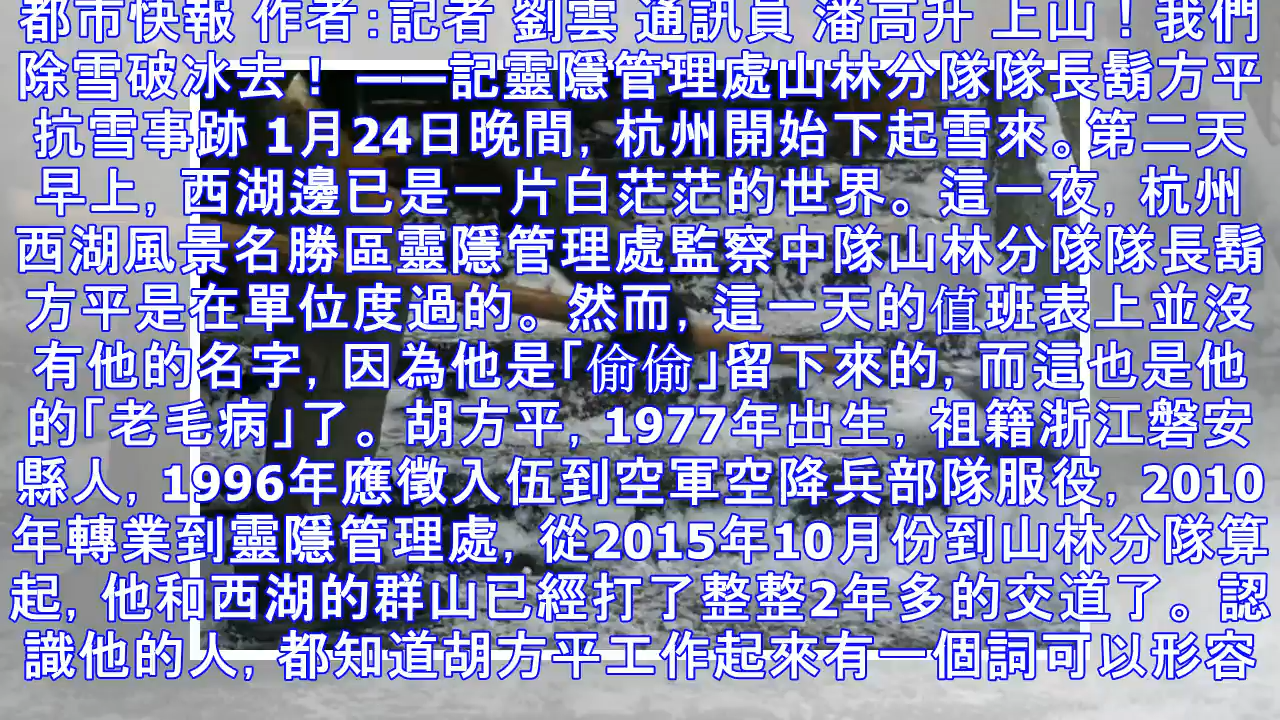 都市快報 作者:記者 劉雲 通訊員 潘高升 上山！我們
除雪破冰去！ ——記靈隱管理處山林分隊隊長鬍方平
抗雪事跡 1月24日晚間, 杭州開始下起雪來。第二天
早上, 西湖邊已是一片白茫茫的世界。這一夜, 杭州
西湖風景名勝區靈隱管理處監察中隊山林分隊隊長鬍
方平是在單位度過的。然而, 這一天的值班表上並沒
有他的名字, 因為他是「偷偷」留下來的, 而這也是他
的「老毛病」了。胡方平, 1977年出生, 祖籍浙江磐安
縣人, 1996年應徵入伍到空軍空降兵部隊服役, 2010
年轉業到靈隱管理處, 從2015年10月份到山林分隊算
起, 他和西湖的群山已經打了整整2年多的交道了。認
識他的人, 都知道胡方平工作起來有一個詞可以形容